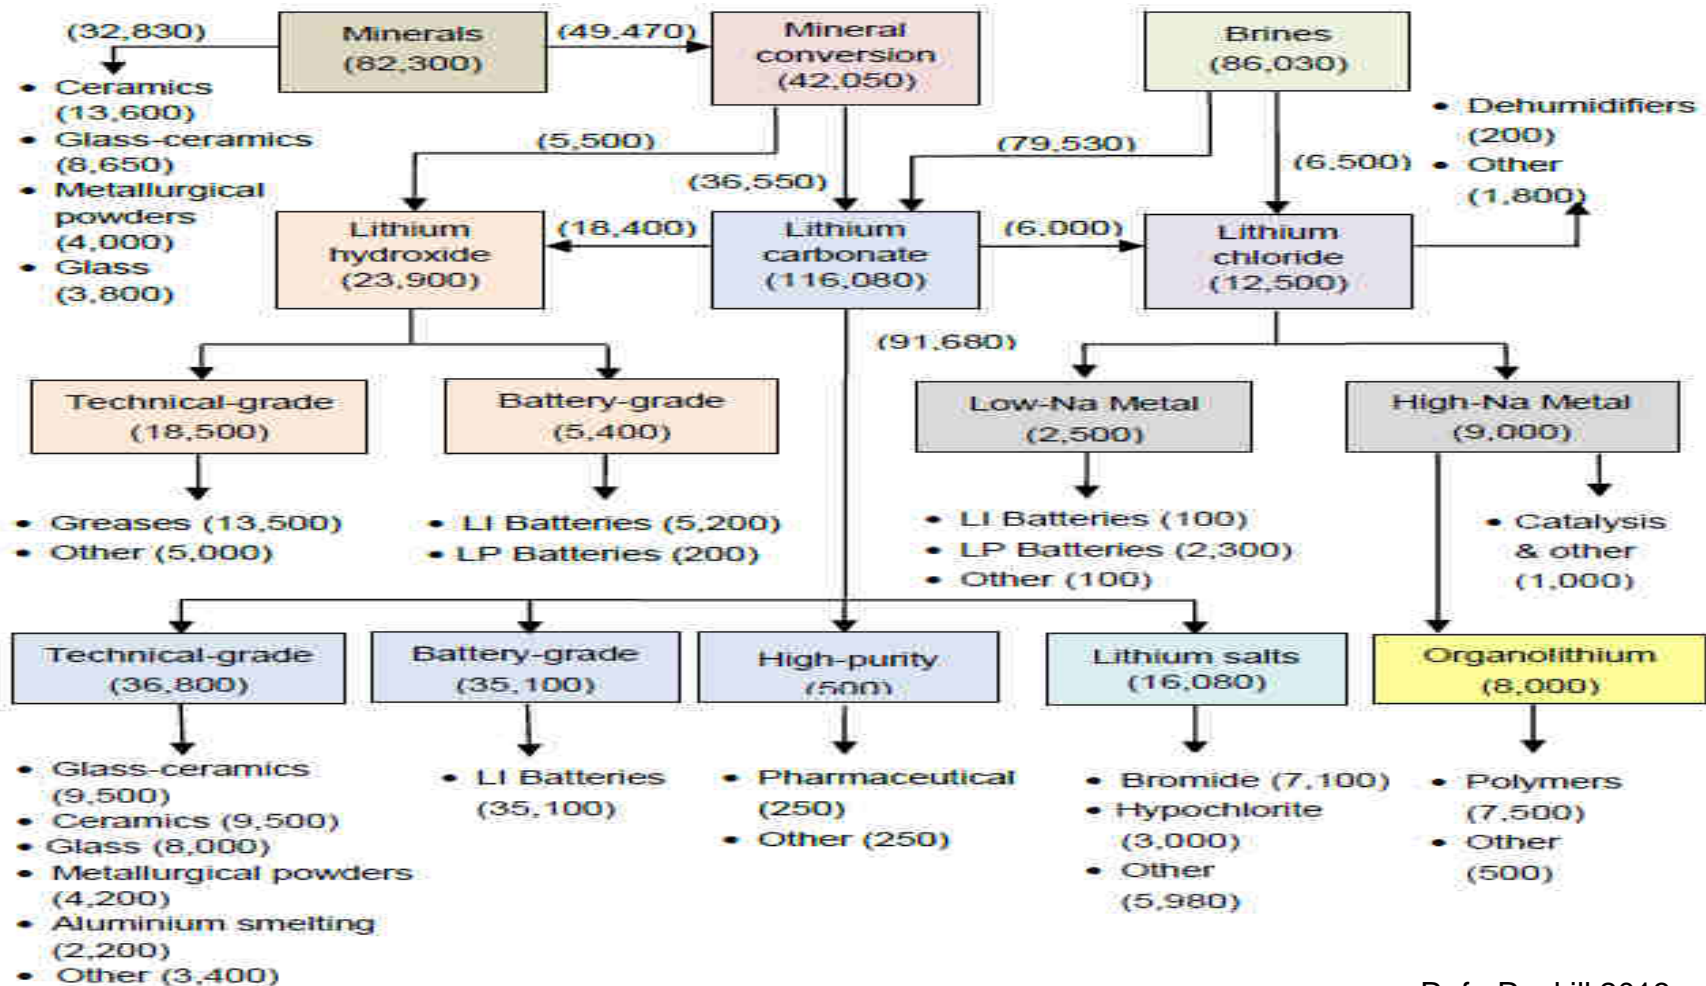 (32,830)
Minerals
(82,300)
(49,470)
Mineral
conversion
(42,050)
Brines
(86,030)
• Ceramics
(13,600)
• Glass-ceramics
(8,650)
• Metallurgical
powders
(4,000)
• Glass
(3,800)
(5,500)
(36,550)
(79,530)
(6,500)
• Dehumidifiers
(200)
• Other
(1,800)
Lithium
hydroxide
(23,900)
(18,400)
Lithium
carbonate
(116,080)
(6,000)
Lithium
chloride
(12,500)
(91,680)
Technical-grade
(18,500)
Battery-grade
(5,400)
Low-Na Metal
(2,500)
High-Na Metal
(9,000)
• Greases (13,500)
• Other (5,000)
• LI Batteries (5,200)
• LP Batteries (200)
• LI Batteries (100)
• LP Batteries (2,300)
• Other (100)
• Catalysis
& other
(1,000)
Technical-grade
(36,800)
Battery-grade
(35,100)
High-purity
(500)
Lithium salts
(16,080)
Organolithium
(8,000)
• Glass-ceramics
(9,500)
• Ceramics (9,500)
• Glass (8,000)
• Metallurgical powders
(4,200)
• Aluminium smelting
(2,200)
• Other (3,400)
• LI Batteries
(35,100)
• Pharmaceutical
(250)
• Other (250)
• Bromide (7,100)
• Hypochlorite
(3,000)
• Other
(5,980)
• Polymers
(7,500)
• Other
(500)